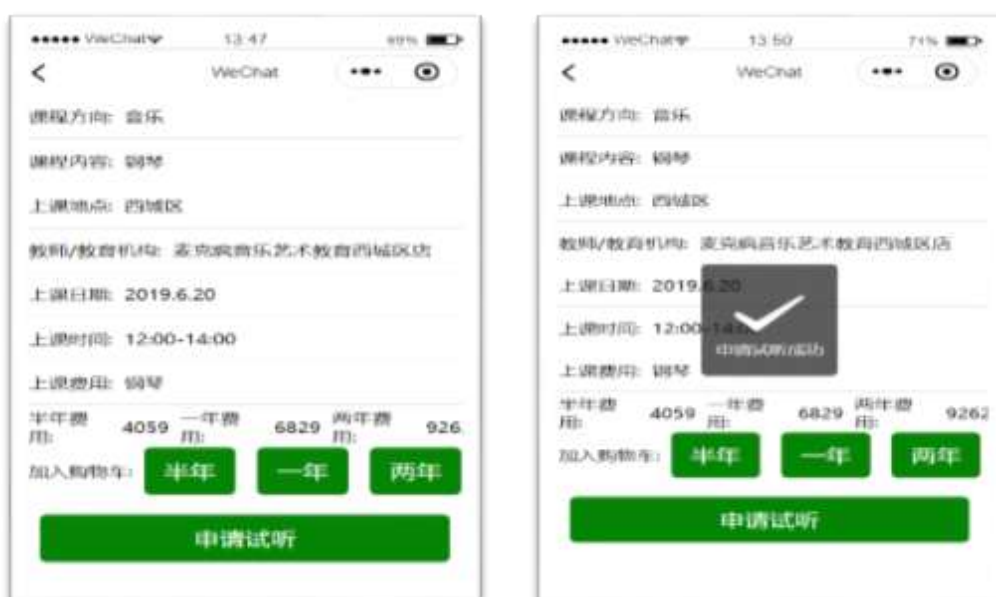 ●●●●● WeChat 13:47 69%
WeChat
课程方向: 音乐
课程内容: 钢琴
上课地点: 西城区
教师/教育机构: 麦克疯音乐艺术教育西城区店
上课日期: 2019.6.20
上课时间: 12:00-14:00
上课费用: 钢琴
半年费用: 4059 一年费用: 6829 两年费用: 926
加入购物车: 半年 一年 两年
申请试听
●●●●● WeChat 13:50 71%
WeChat
课程方向: 音乐
课程内容: 钢琴
上课地点: 西城区
教师/教育机构: 麦克疯音乐艺术教育西城区店
上课日期: 2019.6.20
上课时间: 12:00-14:00
申请试听成功
上课费用: 钢琴
半年费用: 4059 一年费用: 6829 两年费用: 9262
加入购物车: 半年 一年 两年
申请试听